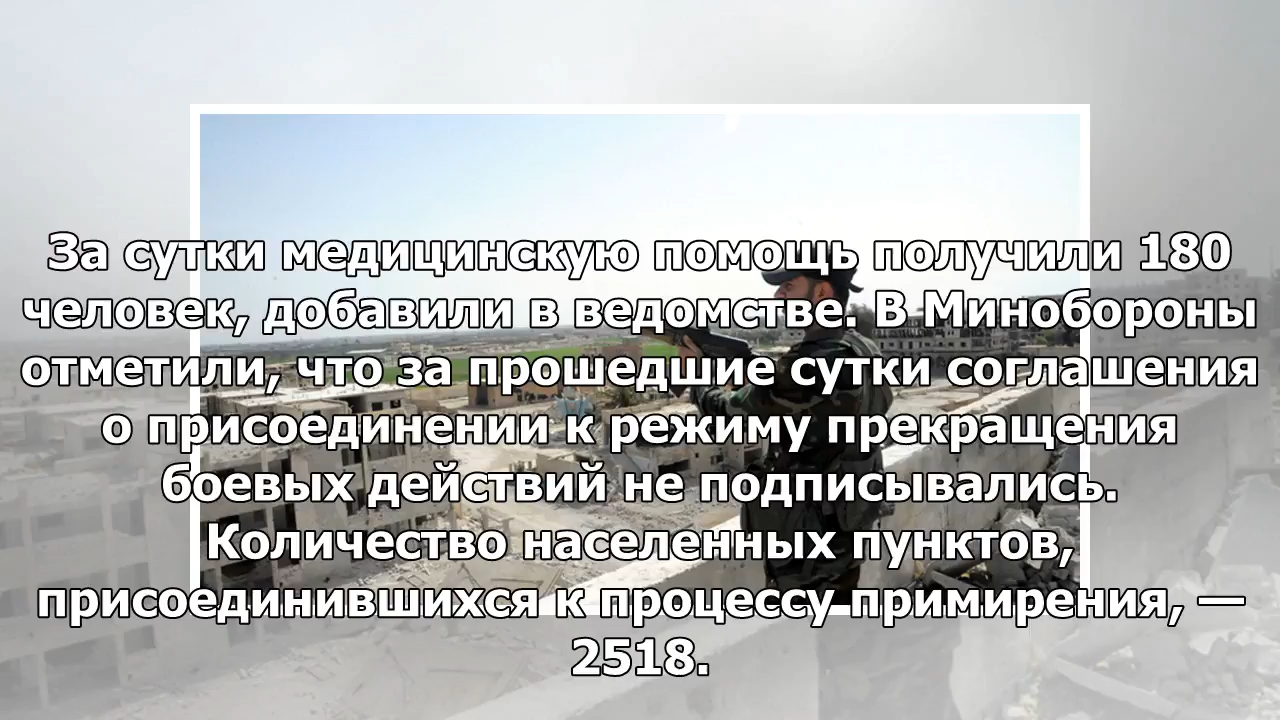 За сутки медицинскую помощь получили 180
человек, добавили в ведомстве. В Минобороны
отметили, что за прошедшие сутки соглашения
о присоединении к режиму прекращения
боевых действий не подписывались.
Количество населенных пунктов,
присоединившихся к процессу примирения, —
2518.